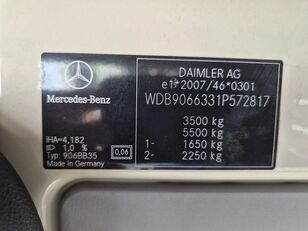 DAIMLER AG
e1*2007/46*0301
WDB9066331P572817
Mercedes-Benz
3500 kg
5500 kg
1- 1650 kg
2- 2250 kg
iHA=4,182
1,0 %
Typ: 906BB35
Made in Germany
0,06